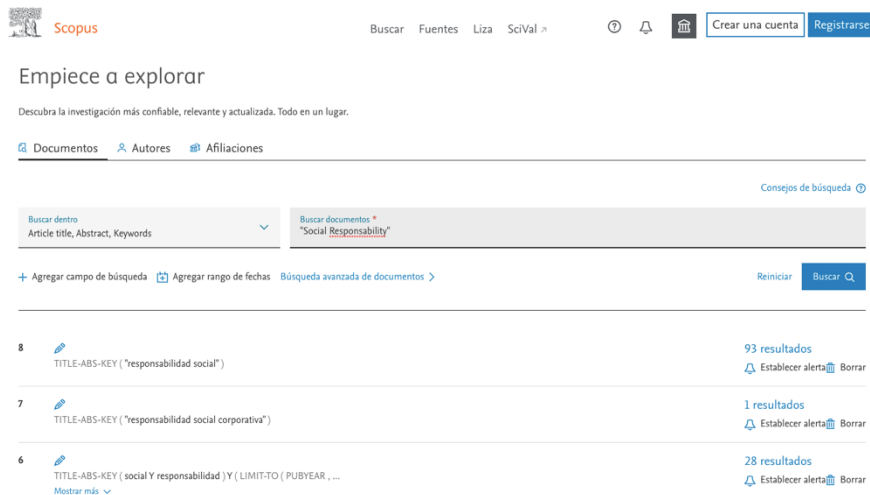 Scopus
Buscar Fuentes Liza SciVal Crear una cuenta Registrarse
Empiece a explorar
Descubra la investigación más confiable, relevante y actualizada. Todo en un lugar.
Documentos Autores Afiliaciones
Consejos de búsqueda
Buscar dentro
Article title, Abstract, Keywords
Buscar documentos *
"Social Responsability"
+ Agregar campo de búsqueda Agregar rango de fechas Búsqueda avanzada de documentos >
Reiniciar Buscar
8 93 resultados
TITLE-ABS-KEY ( "responsabilidad social" ) Establecer alerta Borrar
7 1 resultados
TITLE-ABS-KEY ( "responsabilidad social corporativa" ) Establecer alerta Borrar
6 28 resultados
TITLE-ABS-KEY ( social Y responsabilidad ) Y ( LIMIT-TO ( PUBYEAR , ... Establecer alerta Borrar
Mostrar más